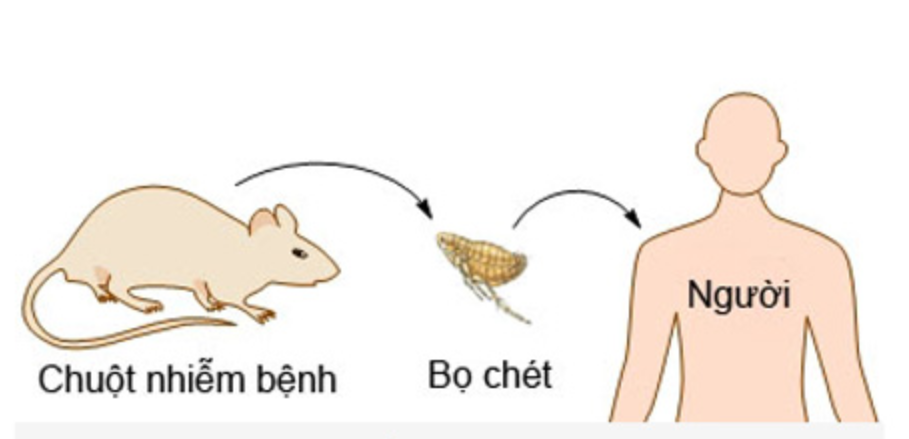 Chuột nhiễm bệnh
Bọ chét
Người